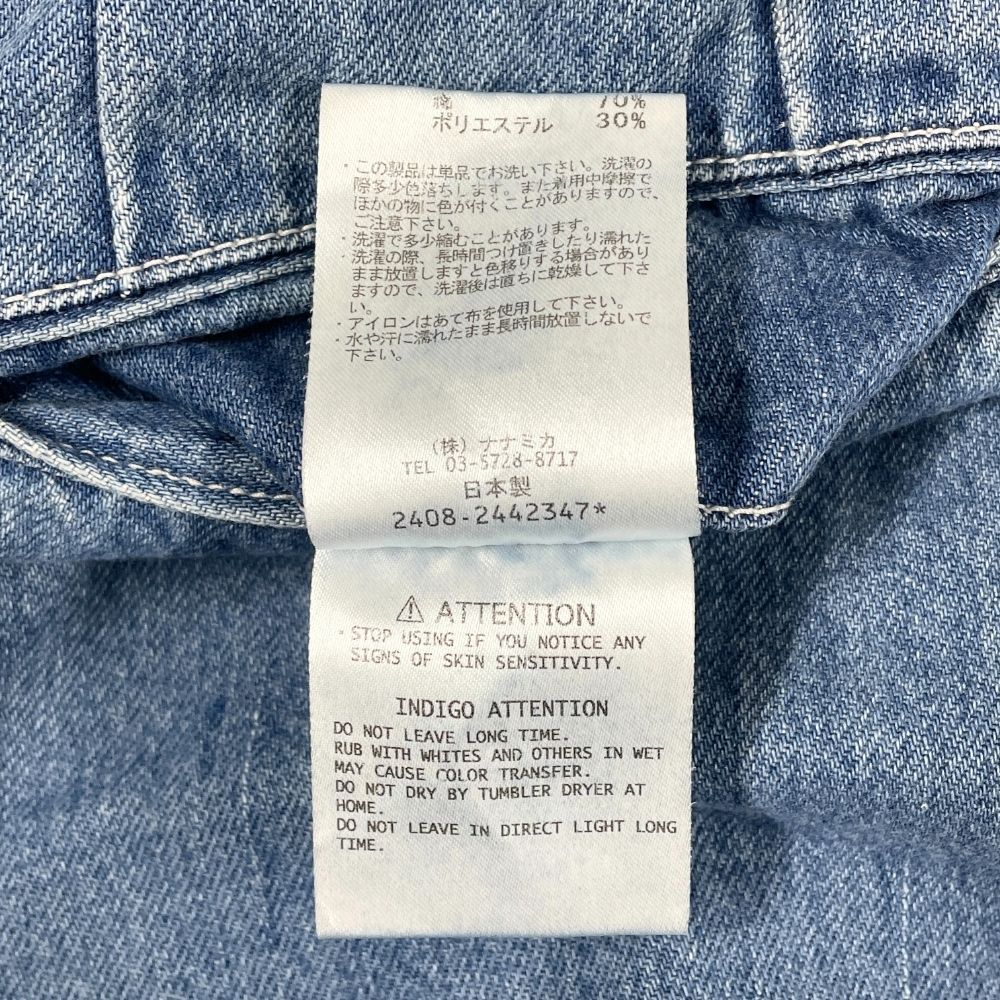 綿 70%
ポリエステル 30%
・この製品は単品でお洗い下さい。洗濯の
際多少色落ちします。また着用中摩擦で
ほかの物に色が付くことがありますので、
ご注意下さい。
・洗濯で多少縮むことがあります。
・洗濯の際、長時間つけ置きしたり濡れた
まま放置しますと色移りする場合があり
ますので、洗濯後は直ちに乾燥して下さ
い。
・アイロンはあて布を使用して下さい。
・水や汗に濡れたまま長時間放置しないで
下さい。
(株) ナナミカ
TEL 03-5728-8717
日本製
2408-2442347*
⚠ ATTENTION
・STOP USING IF YOU NOTICE ANY
SIGNS OF SKIN SENSITIVITY.
INDIGO ATTENTION
DO NOT LEAVE LONG TIME.
RUB WITH WHITES AND OTHERS IN WET
MAY CAUSE COLOR TRANSFER.
DO NOT DRY BY TUMBLER DRYER AT
HOME.
DO NOT LEAVE IN DIRECT LIGHT LONG
TIME.